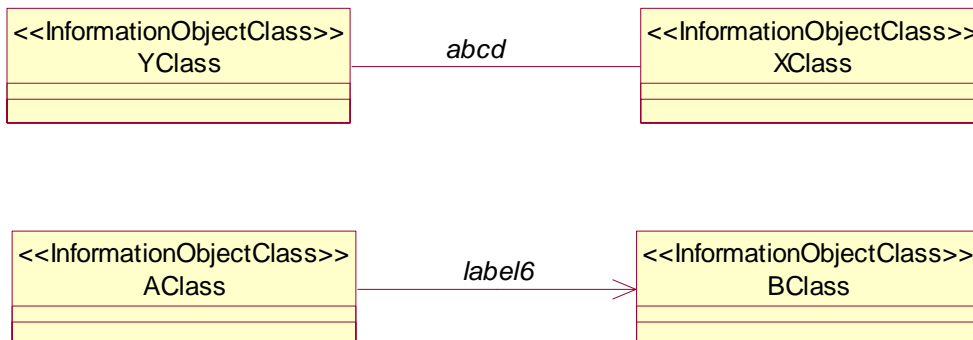 <<InformationObjectClass>>
YClass
abcd
<<InformationObjectClass>>
XClass
<<InformationObjectClass>>
AClass
label6
<<InformationObjectClass>>
BClass